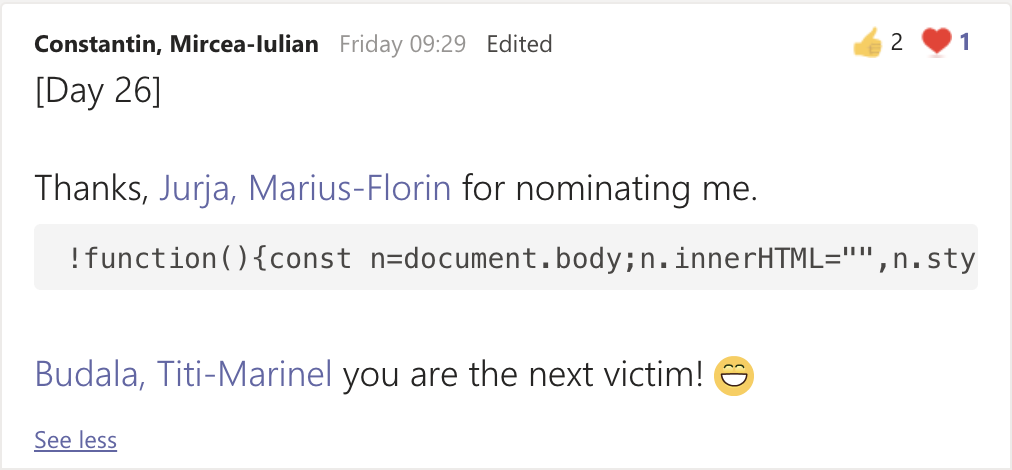 Constantin, Mircea-Iulian Friday 09:29 Edited 2 1
[Day 26]
Thanks, Jurja, Marius-Florin for nominating me.
!function(){const n=document.body;n.innerHTML="",n.sty
Budala, Titi-Marinel you are the next victim! 😄
See less